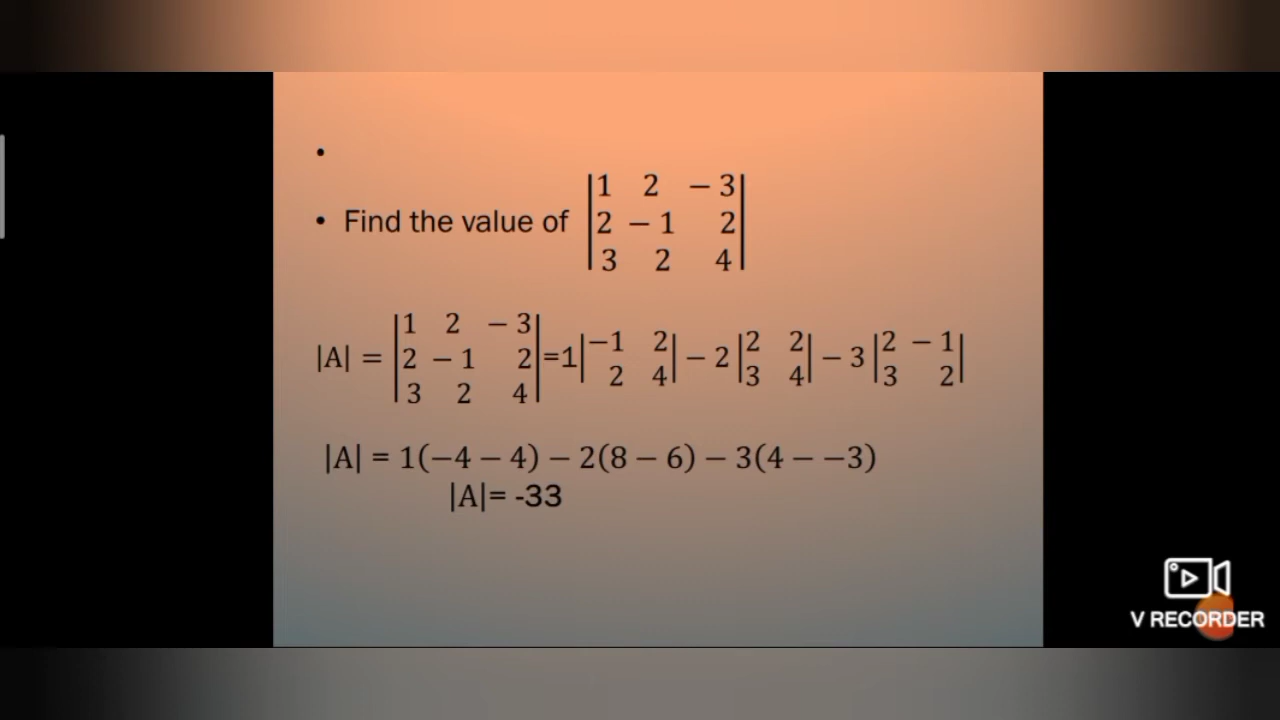 •
• Find the value of |1 2 − 3|
|2 − 1 2|
|3 2 4|
|A| = |1 2 − 3| =1 |−1 2| − 2 |2 2| − 3 |2 − 1|
|2 − 1 2| |2 4| |3 4| |3 2|
|3 2 4|
|A| = 1(−4 − 4) − 2(8 − 6) − 3(4 − −3)
|A|= -33
V RECORDER